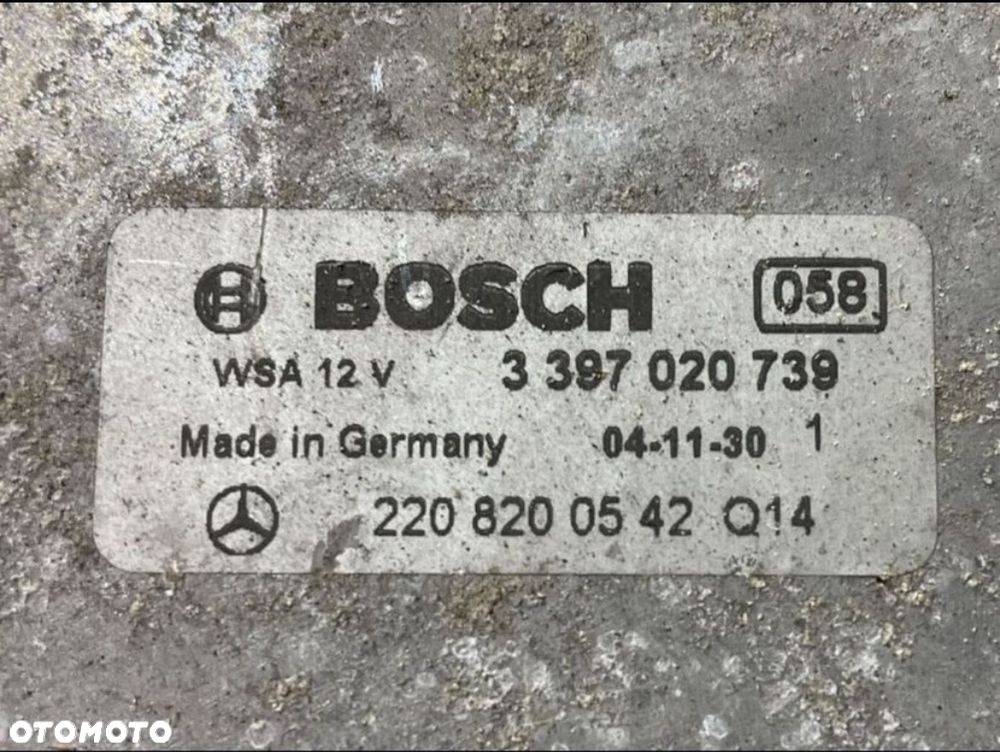 BOSCH 058
WSA 12 V 3 397 020 739
Made in Germany 04-11-30 1
220 820 05 42 Q14
OTOMOTO